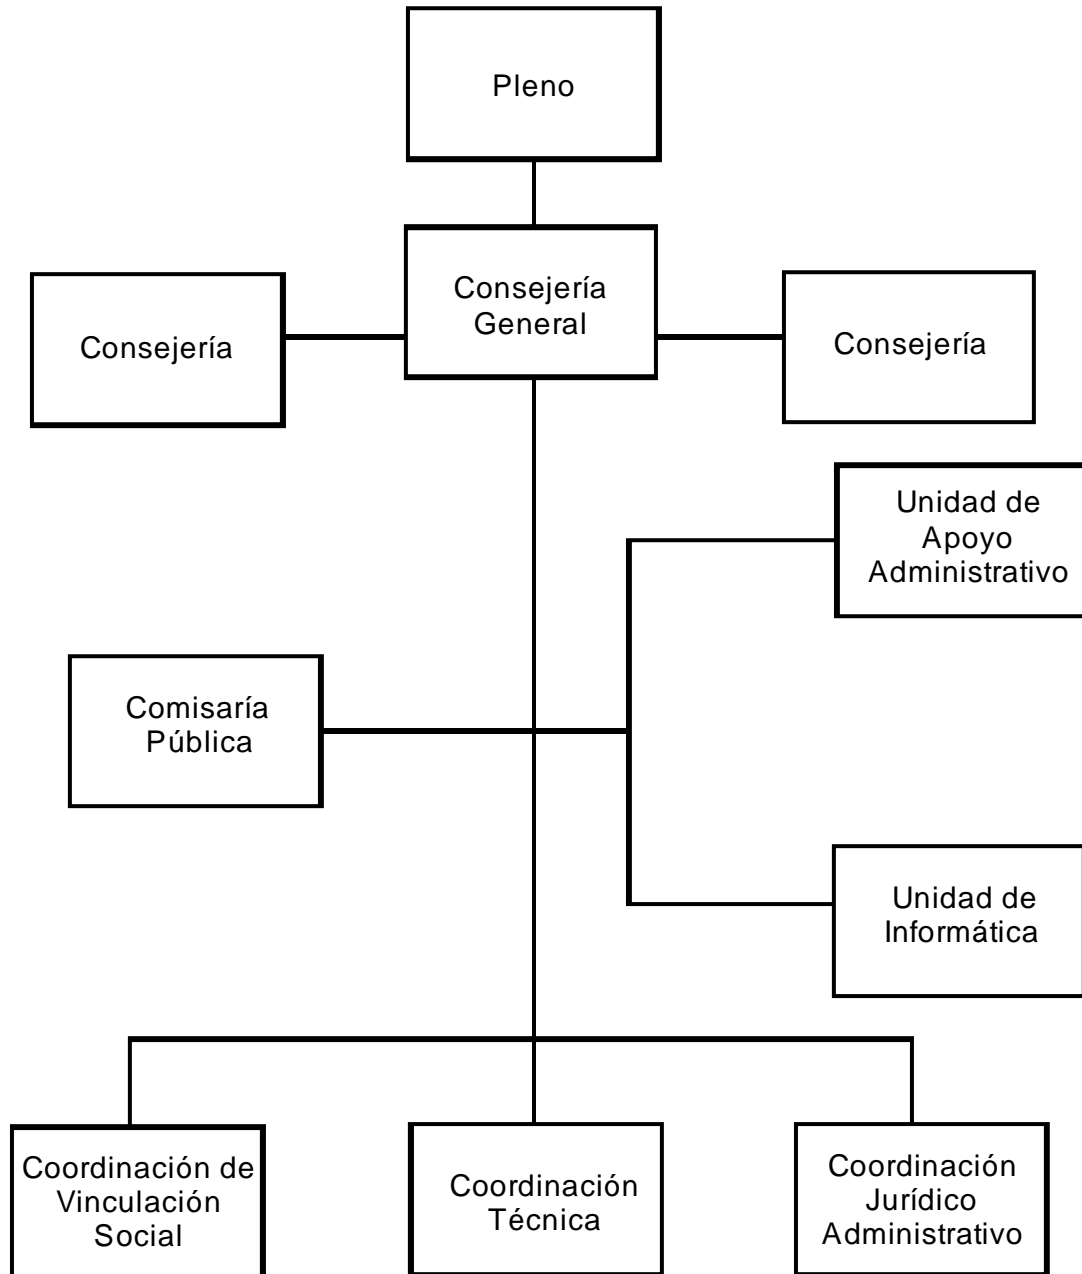 Pleno
Consejería
General
Consejería
Consejería
Unidad de
Apoyo
Administrativo
Comisaría
Pública
Unidad de
Informática
Coordinación de
Vinculación
Social
Coordinación
Técnica
Coordinación
Jurídico
Administrativo